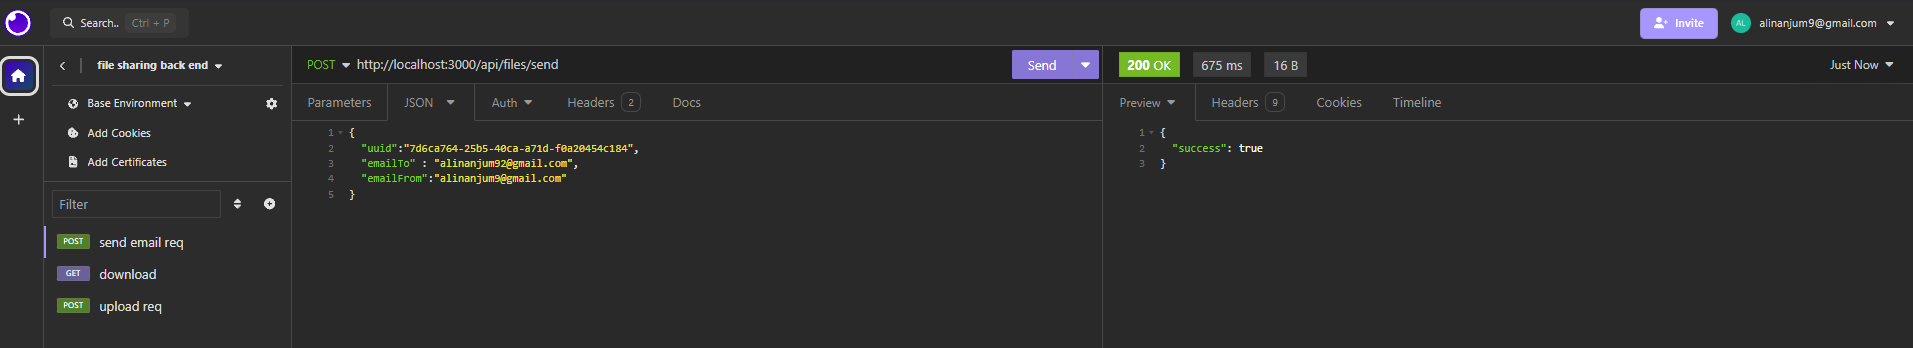 Search.. Ctrl + P
Invite
AL alinanjum9@gmail.com
file sharing back end
Base Environment
Add Cookies
Add Certificates
Filter
POST send email req
GET download
POST upload req
POST http://localhost:3000/api/files/send
Send
Parameters JSON Auth Headers 2 Docs
1 {
2 "uuid":"7d6ca764-25b5-40ca-a71d-f0a20454c184",
3 "emailTo" : "alinanjum92@gmail.com",
4 "emailFrom":"alinanjum9@gmail.com"
5 }
200 OK 675 ms 16 B Just Now
Preview Headers 9 Cookies Timeline
1 {
2 "success": true
3 }